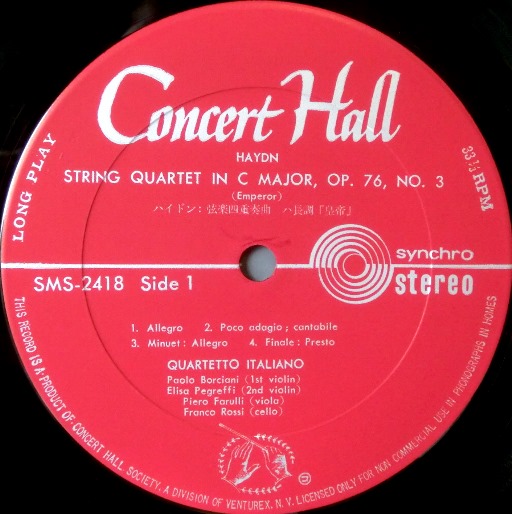 Concert Hall
HAYDN
STRING QUARTET IN C MAJOR, OP. 76, NO. 3
(Emperor)
ハイドン：弦楽四重奏曲 ハ長調『皇帝』
LONG PLAY
33 1/3 RPM
synchro
stereo
SMS-2418 Side 1
1. Allegro 2. Poco adagio; cantabile
3. Minuet: Allegro 4. Finale: Presto
QUARTETTO ITALIANO
Paolo Borciani (1st violin)
Elisa Pegreffi (2nd violin)
Piero Farulli (viola)
Franco Rossi (cello)
THIS RECORD IS A PRODUCT OF CONCERT HALL SOCIETY, A DIVISION OF VENTUREX. N. V. LICENSED ONLY FOR NON COMMERCIAL USE IN PHONOGRAPHS IN HOMES